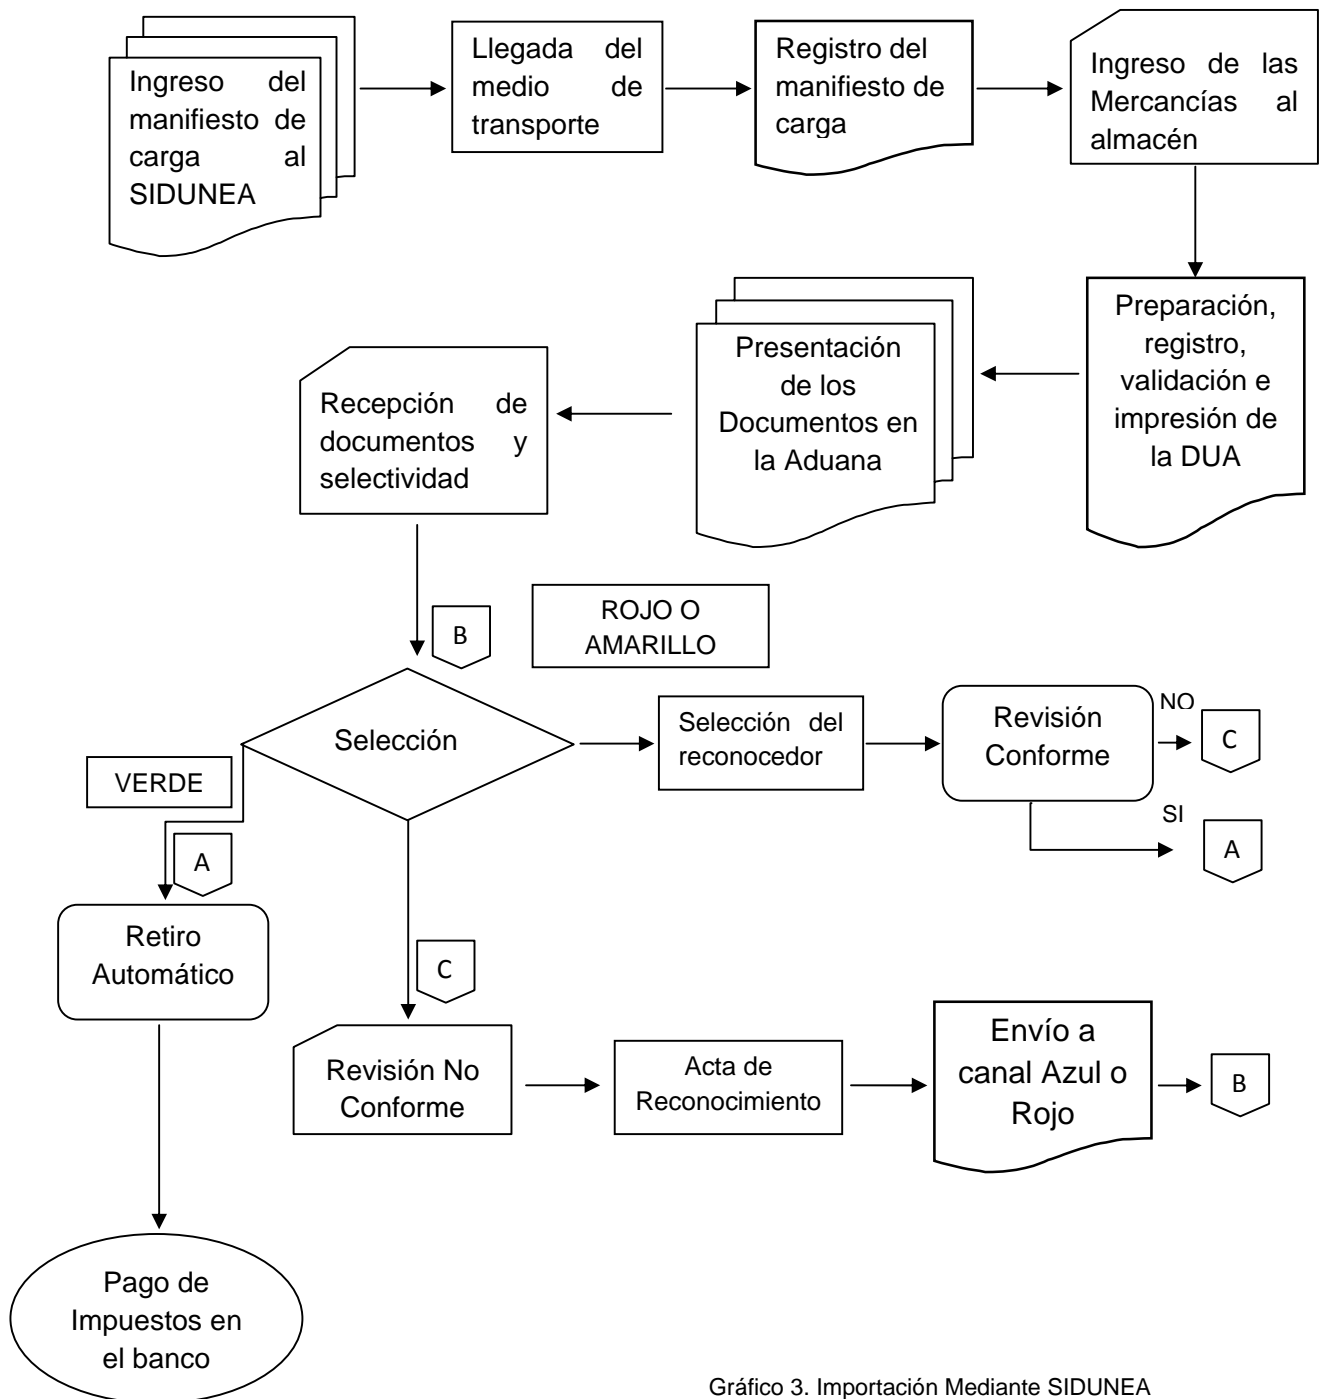 Ingreso del
manifiesto de
carga al
SIDUNEA
Llegada del
medio de
transporte
Registro del
manifiesto de
carga
Ingreso de las
Mercancías al
almacén
Preparación,
registro,
validación e
impresión de
la DUA
Presentación
de los
Documentos en
la Aduana
Recepción de
documentos y
selectividad
B
ROJO O
AMARILLO
Selección
Selección del
reconocedor
Revisión
Conforme
NO
C
SI
A
VERDE
A
Retiro
Automático
C
Revisión No
Conforme
Acta de
Reconocimiento
Envío a
canal Azul o
Rojo
B
Pago de
Impuestos en
el banco
Gráfico 3. Importación Mediante SIDUNEA